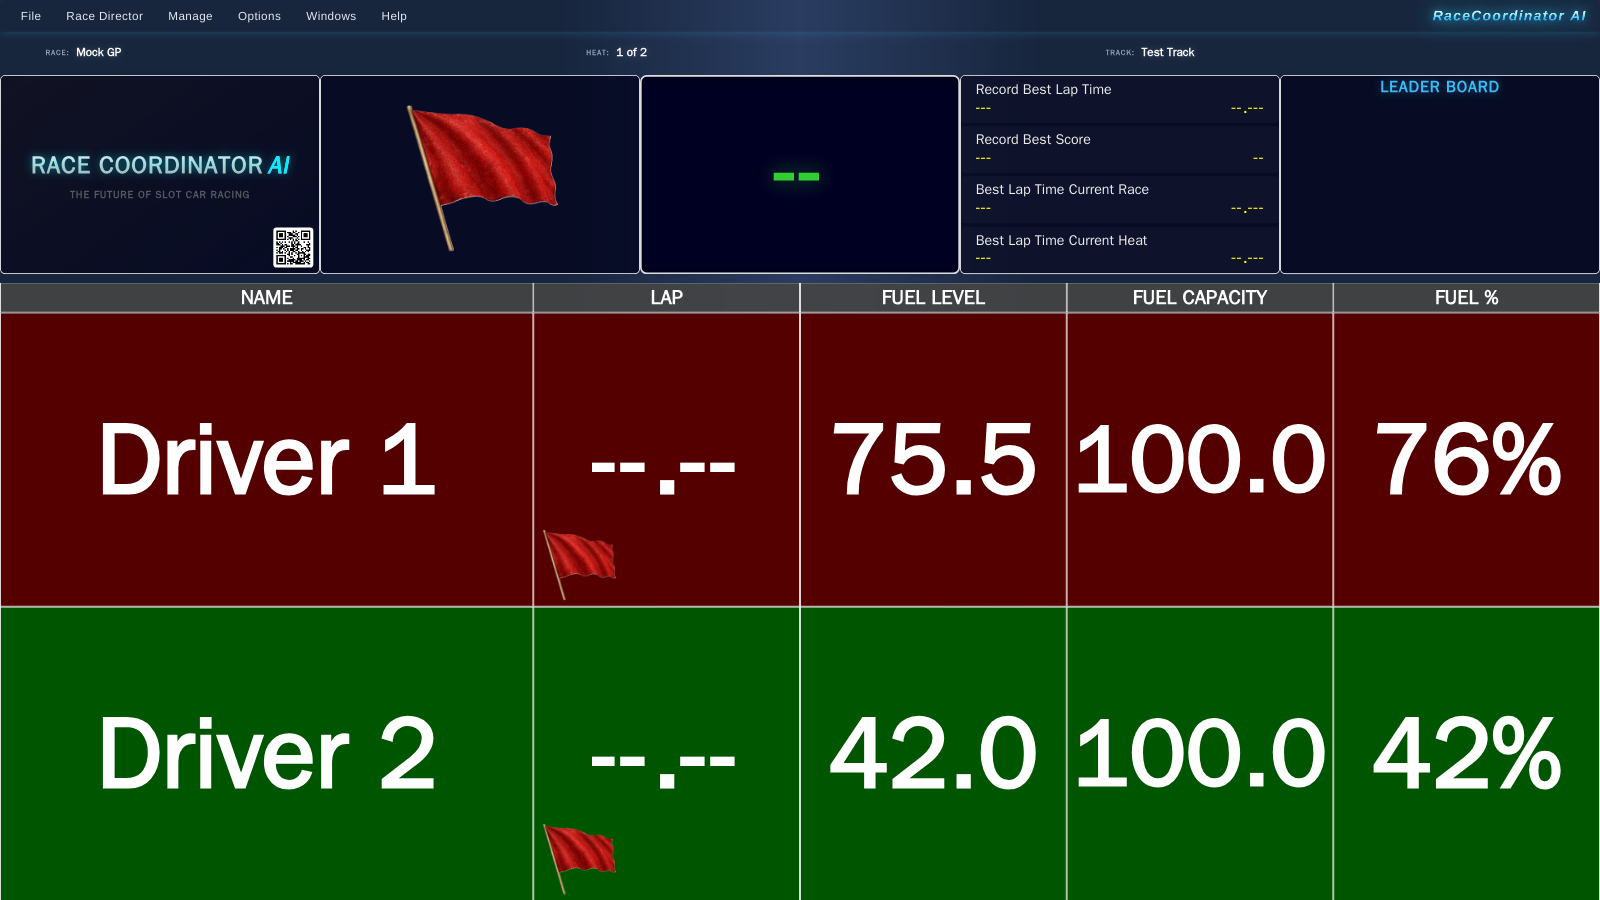 File Race Director Manage Options Windows Help RaceCoordinator AI
RACE: Mock GP HEAT: 1 of 2 TRACK: Test Track
RACE COORDINATOR AI
THE FUTURE OF SLOT CAR RACING
--
Record Best Lap Time
--- --.---
Record Best Score
--- --
Best Lap Time Current Race
--- --.---
Best Lap Time Current Heat
--- --.---
LEADER BOARD
NAME LAP FUEL LEVEL FUEL CAPACITY FUEL %
Driver 1 --.-- 75.5 100.0 76%
Driver 2 --.-- 42.0 100.0 42%